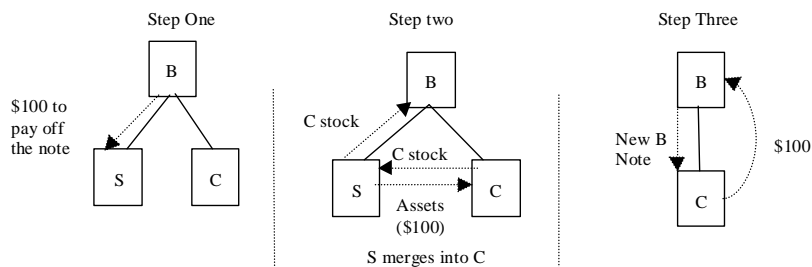 Step One
B
$100 to
pay off
the note
S
C
Step two
B
C stock
C stock
S
C
Assets
($100)
S merges into C
Step Three
B
New B
Note
$100
C